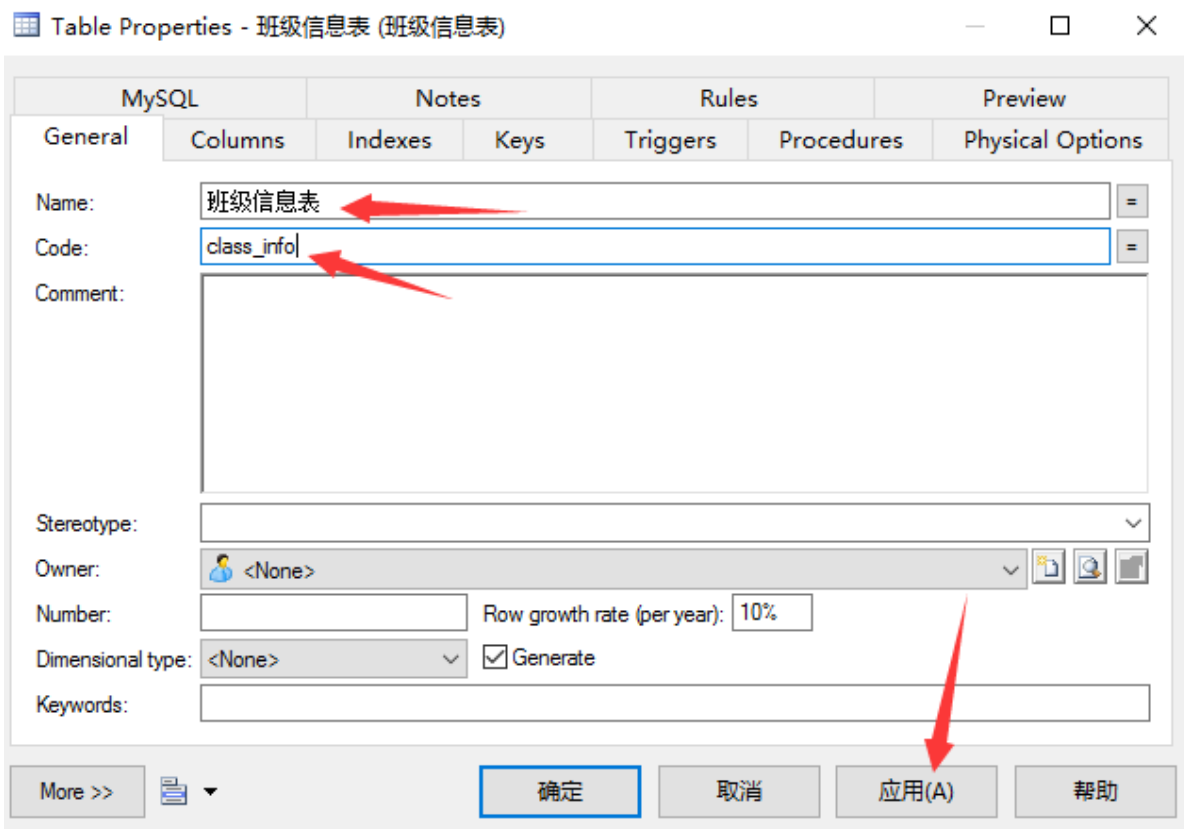 Table Properties - 班级信息表 (班级信息表)
MySQL Notes Rules Preview
General Columns Indexes Keys Triggers Procedures Physical Options
Name: 班级信息表 =
Code: class_info =
Comment:
Stereotype:
Owner: <None>
Number: Row growth rate (per year): 10%
Dimensional type: <None> Generate
Keywords:
More >> 确定 取消 应用(A) 帮助